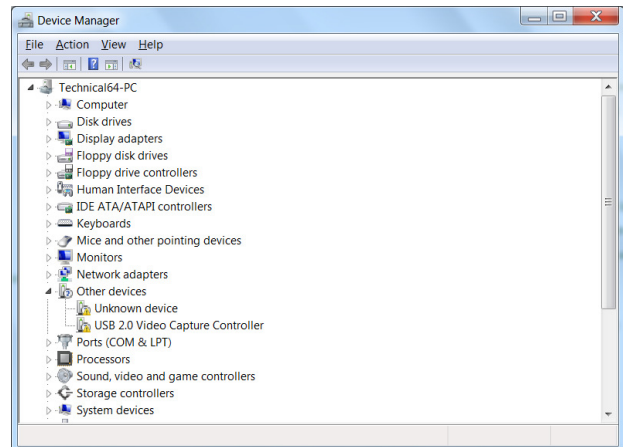 Device Manager
File Action View Help
Technical64-PC
Computer
Disk drives
Display adapters
Floppy disk drives
Floppy drive controllers
Human Interface Devices
IDE ATA/ATAPI controllers
Keyboards
Mice and other pointing devices
Monitors
Network adapters
Other devices
Unknown device
USB 2.0 Video Capture Controller
Ports (COM & LPT)
Processors
Sound, video and game controllers
Storage controllers
System devices